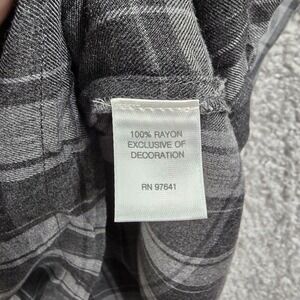 100% RAYON
EXCLUSIVE OF
DECORATION
RN 97641